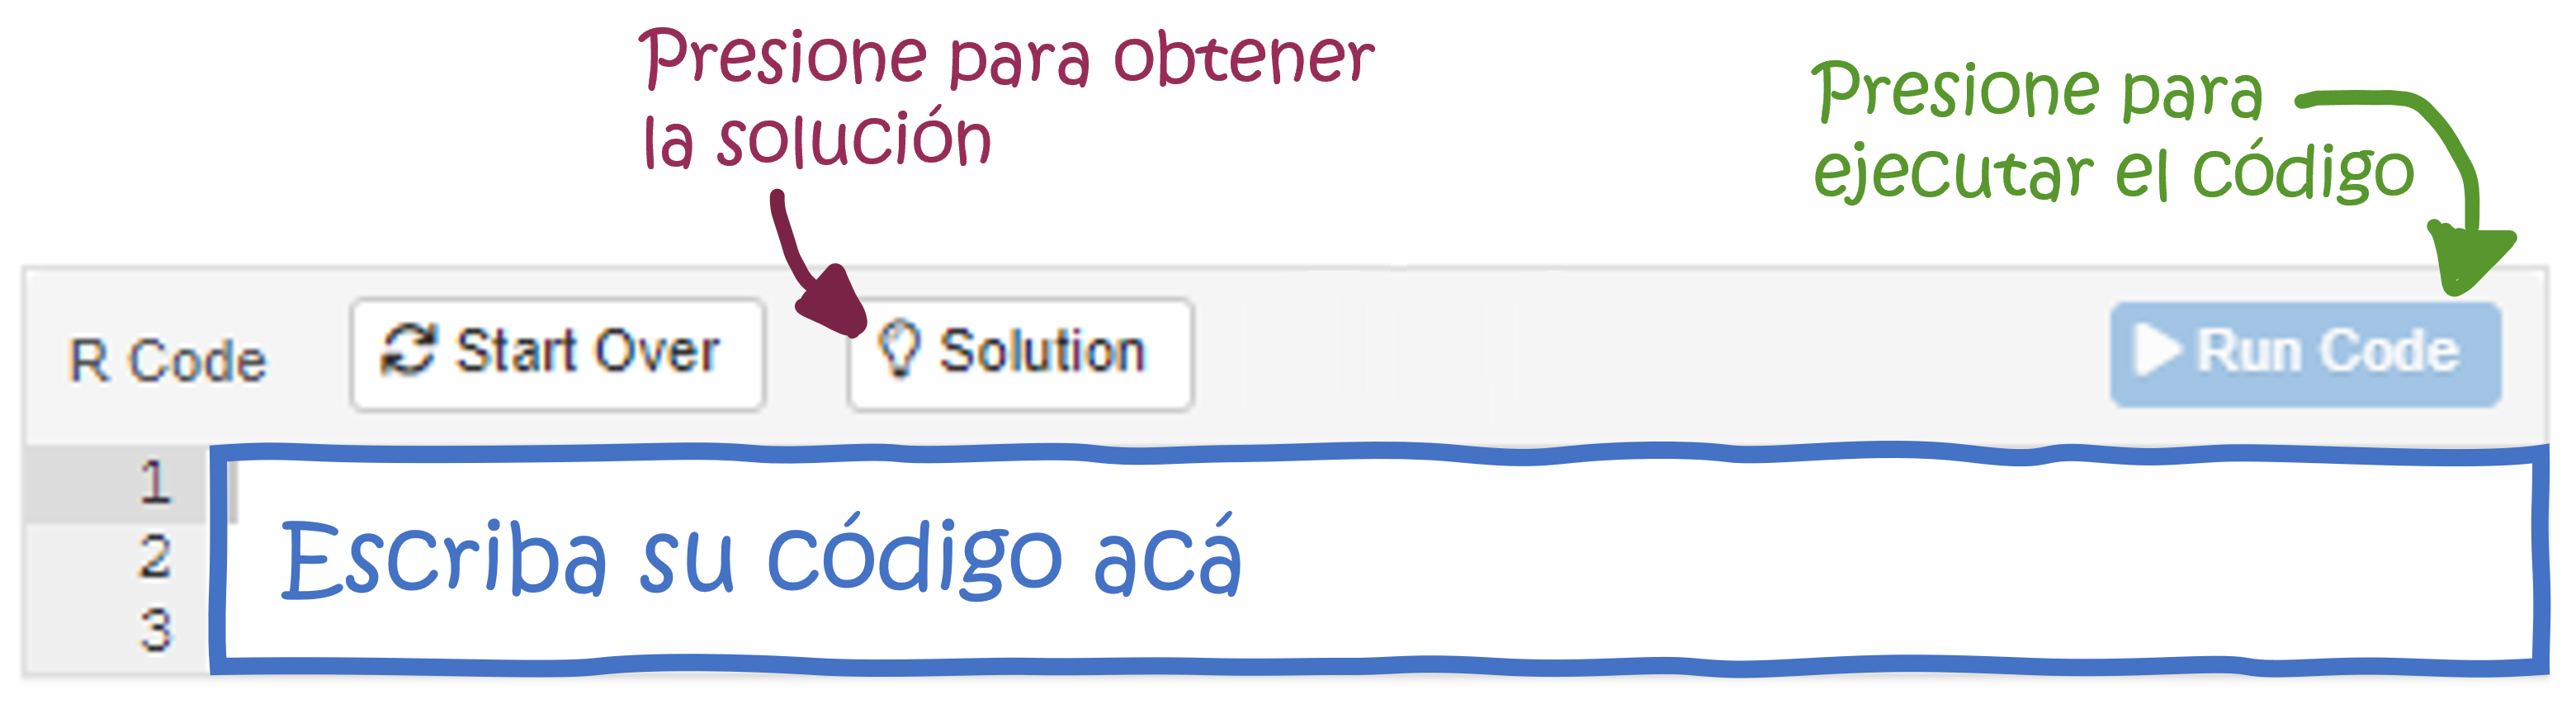 Presione para obtener
la solución
Presione para
ejecutar el código
R Code
Start Over
Solution
Run Code
1
2
3
Escriba su código acá